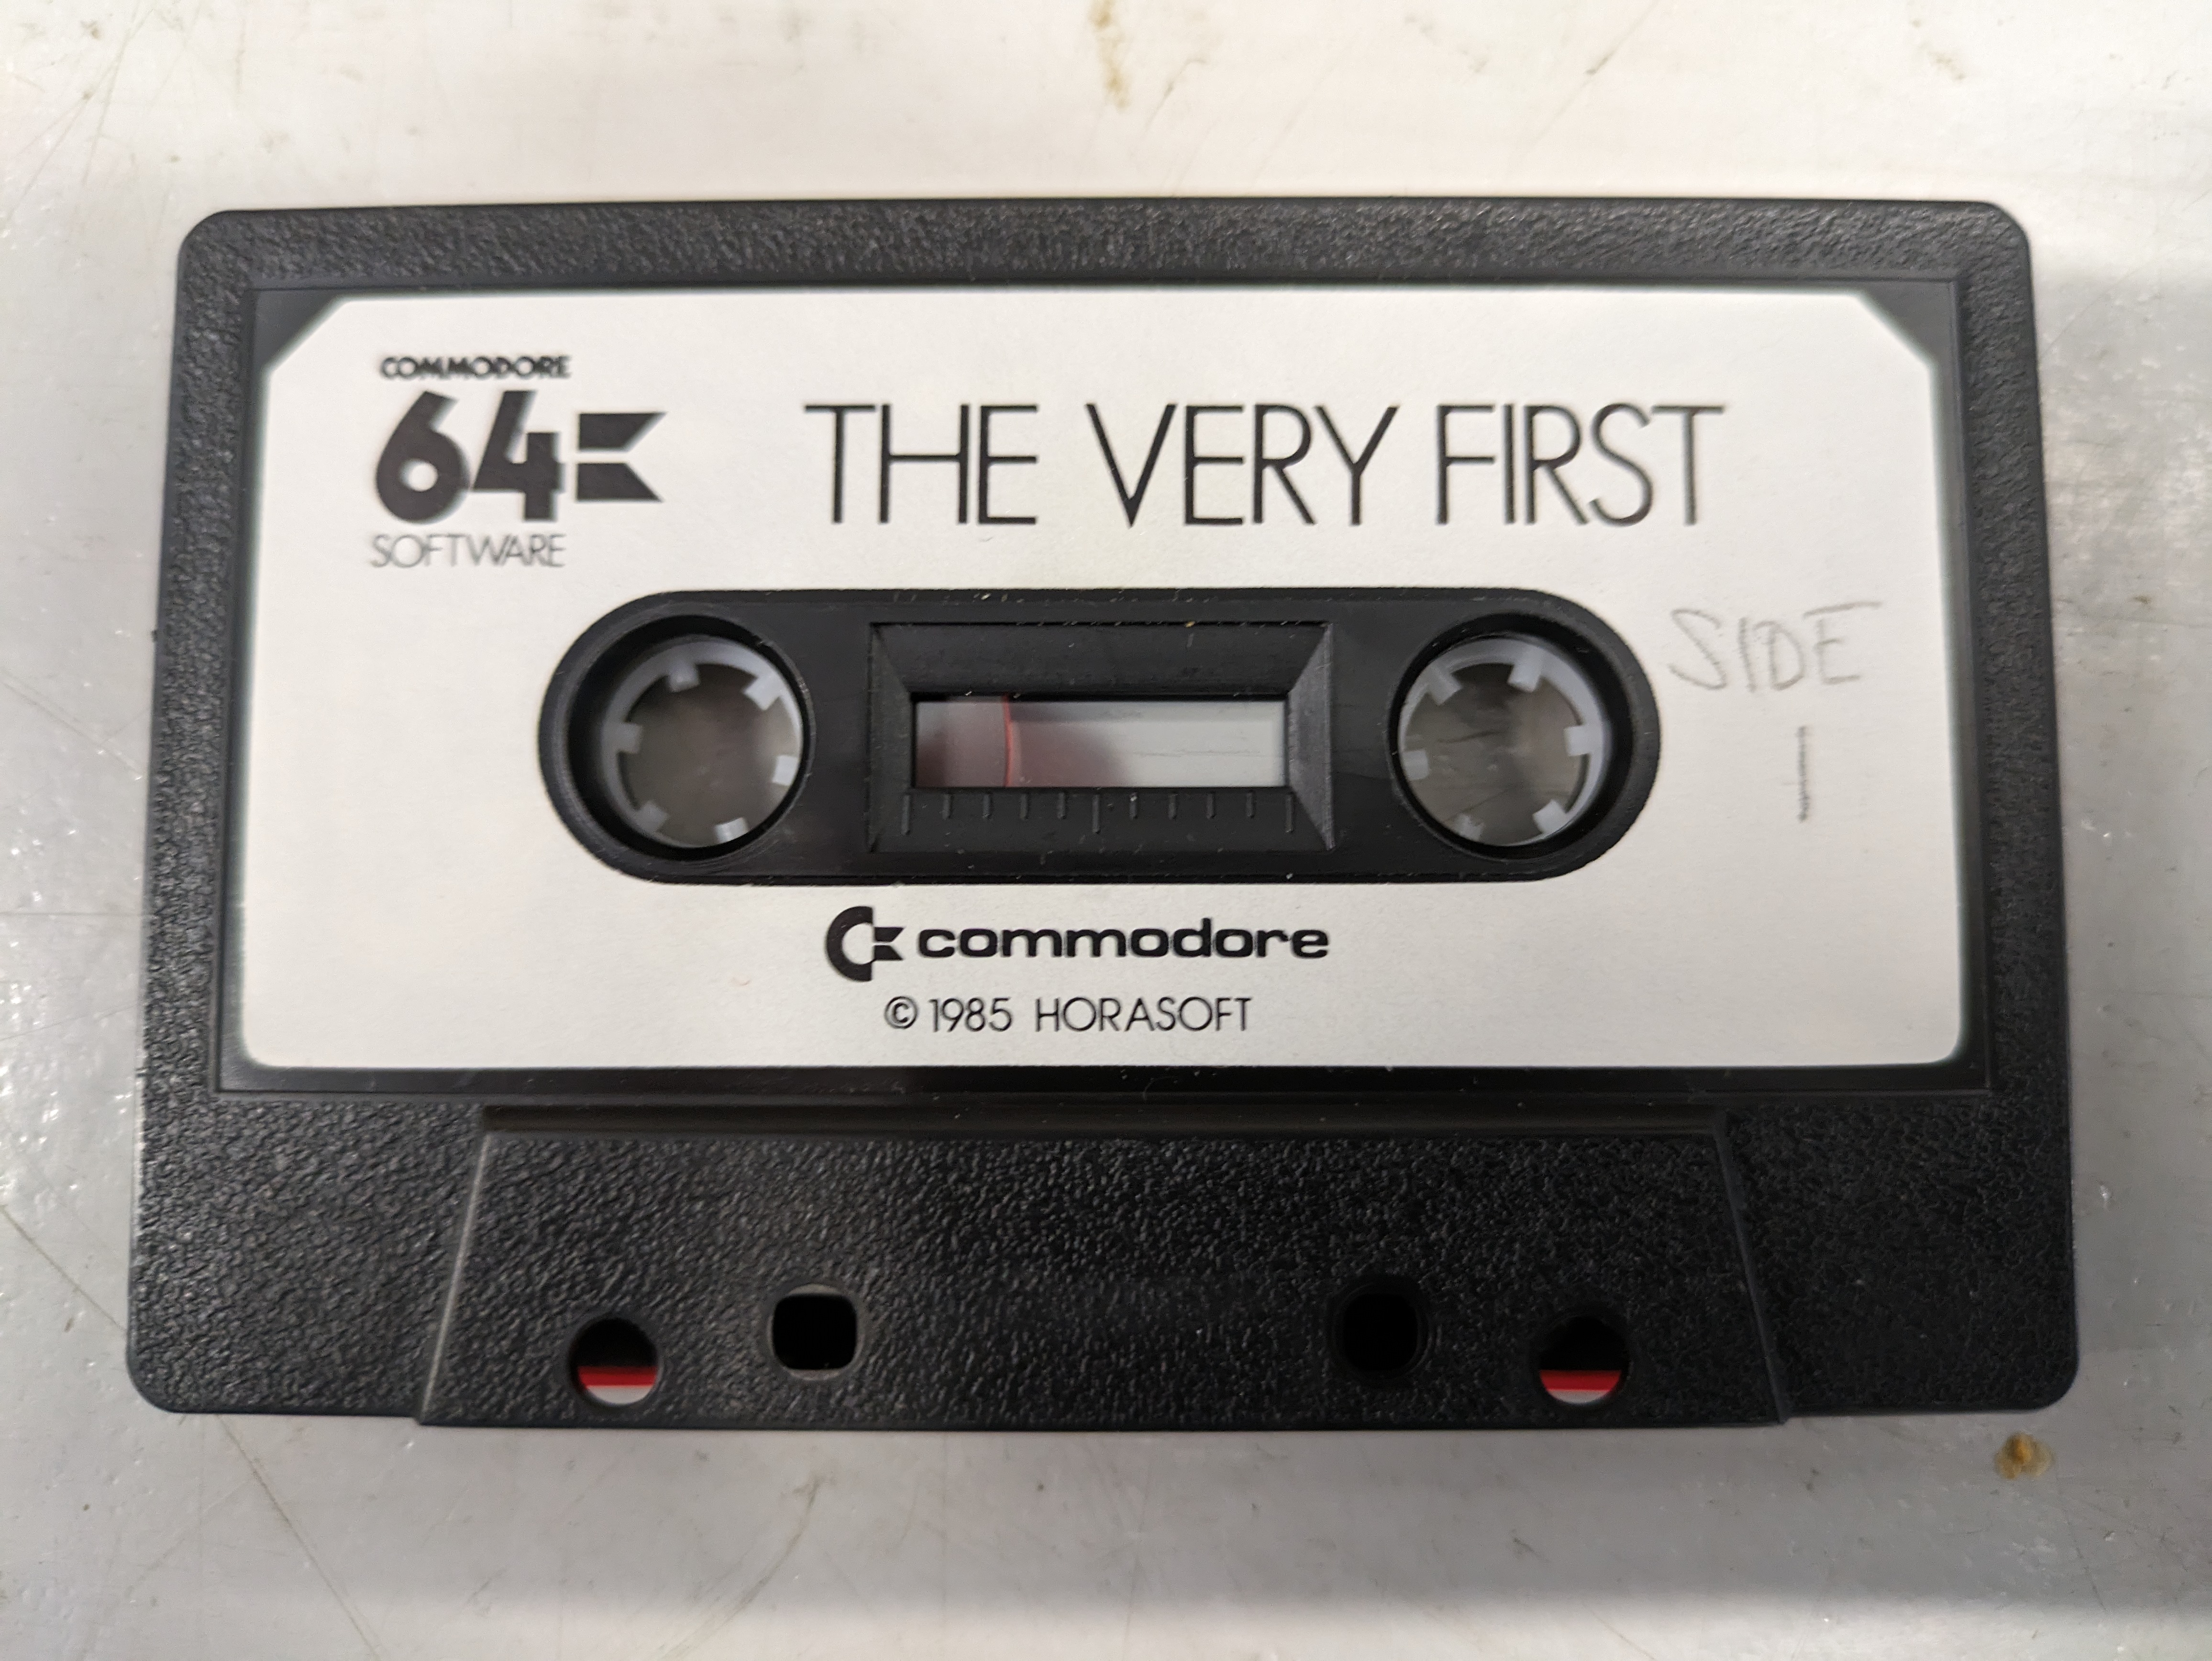 COMMODORE
64
SOFTWARE
THE VERY FIRST
SIDE
1
commodore
© 1985 HORASOFT